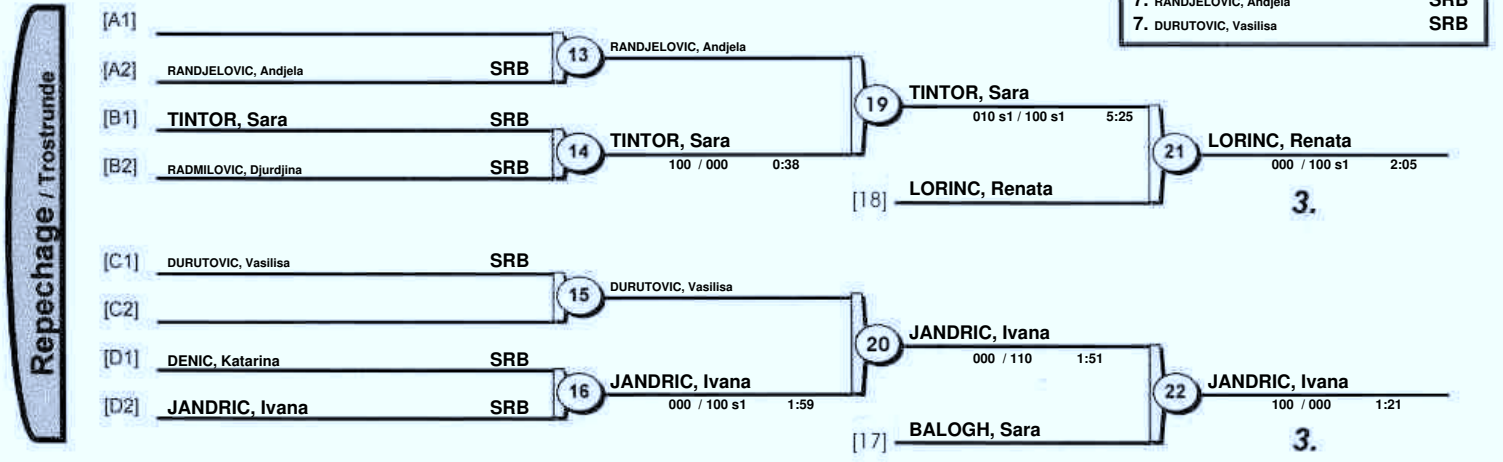 7. RANDJELOVIC, Andjela SRB
7. DURUTOVIC, Vasilisa SRB
Repechage / Trostrunde
[A1]
13 RANDJELOVIC, Andjela
[A2] RANDJELOVIC, Andjela SRB
19 TINTOR, Sara
010 s1 / 100 s1 5:25
[B1] TINTOR, Sara SRB
14 TINTOR, Sara
100 / 000 0:38
21 LORINC, Renata
000 / 100 s1 2:05
[B2] RADMILOVIC, Djurdjina SRB
[18] LORINC, Renata
3.
[C1] DURUTOVIC, Vasilisa SRB
15 DURUTOVIC, Vasilisa
[C2]
20 JANDRIC, Ivana
000 / 110 1:51
[D1] DENIC, Katarina SRB
16 JANDRIC, Ivana
000 / 100 s1 1:59
22 JANDRIC, Ivana
100 / 000 1:21
[D2] JANDRIC, Ivana SRB
[17] BALOGH, Sara
3.